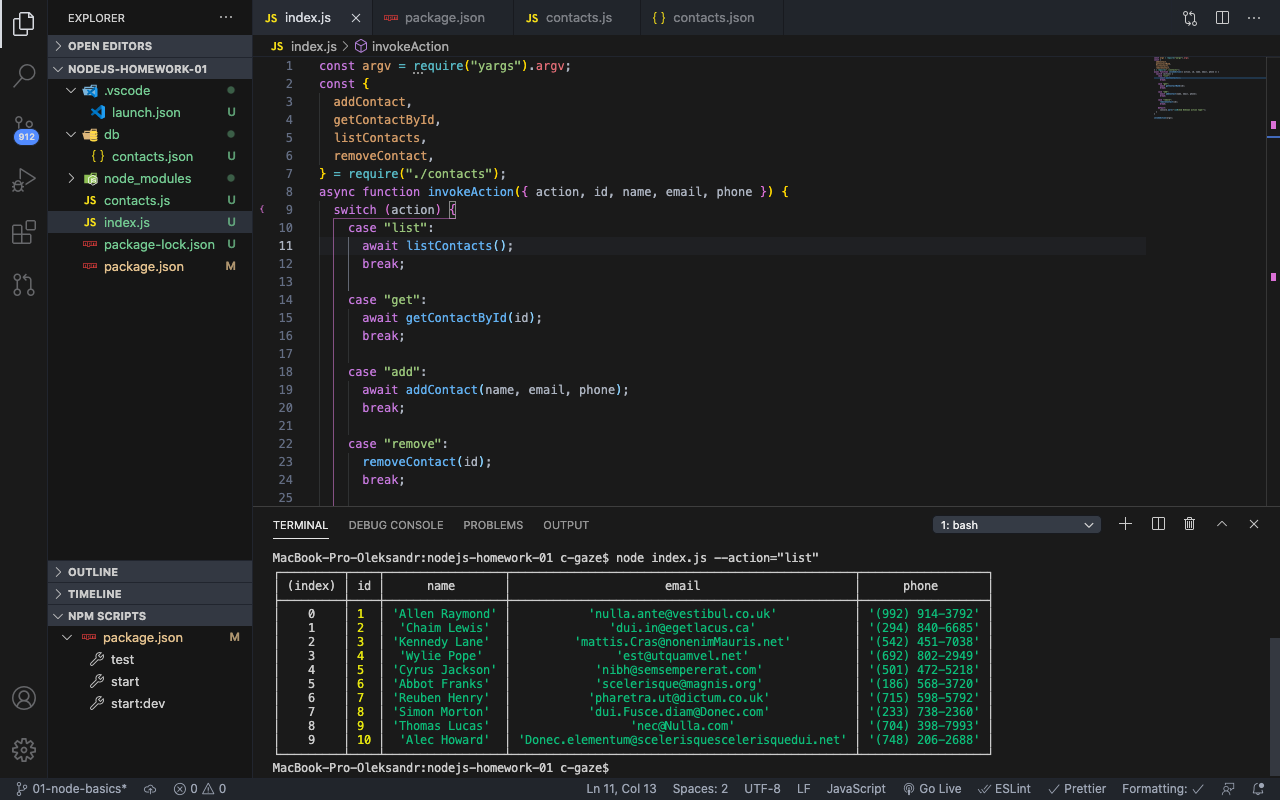 EXPLORER
index.js
package.json
contacts.js
contacts.json
OPEN EDITORS
NODEJS-HOMEWORK-01
.vscode
launch.json U
db
contacts.json U
node_modules
contacts.js U
index.js U
package-lock.json U
package.json M
912
OUTLINE
TIMELINE
NPM SCRIPTS
package.json M
test
start
start:dev
JS index.js > invokeAction
1 const argv = require("yargs").argv;
2 const {
3 addContact,
4 getContactById,
5 listContacts,
6 removeContact,
7 } = require("./contacts");
8 async function invokeAction({ action, id, name, email, phone }) {
9 switch (action) {
10 case "list":
11 await listContacts();
12 break;
13
14 case "get":
15 await getContactById(id);
16 break;
17
18 case "add":
19 await addContact(name, email, phone);
20 break;
21
22 case "remove":
23 removeContact(id);
24 break;
25
TERMINAL DEBUG CONSOLE PROBLEMS OUTPUT 1: bash
MacBook-Pro-Oleksandr:nodejs-homework-01 c-gaze$ node index.js --action="list"
(index) id name email phone
0 1 'Allen Raymond' 'nulla.ante@vestibul.co.uk' '(992) 914-3792'
1 2 'Chaim Lewis' 'dui.in@egetlacus.ca' '(294) 840-6685'
2 3 'Kennedy Lane' 'mattis.Cras@nonenimMauris.net' '(542) 451-7038'
3 4 'Wylie Pope' 'est@utquamvel.net' '(692) 802-2949'
4 5 'Cyrus Jackson' 'nibh@semsempererat.com' '(501) 472-5218'
5 6 'Abbot Franks' 'scelerisque@magnis.org' '(186) 568-3720'
6 7 'Reuben Henry' 'pharetra.ut@dictum.co.uk' '(715) 598-5792'
7 8 'Simon Morton' 'dui.Fusce.diam@Donec.com' '(233) 738-2360'
8 9 'Thomas Lucas' 'nec@Nulla.com' '(704) 398-7993'
9 10 'Alec Howard' 'Donec.elementum@scelerisquescelerisquedui.net' '(748) 206-2688'
MacBook-Pro-Oleksandr:nodejs-homework-01 c-gaze$
01-node-basics* 0 0 Ln 11, Col 13 Spaces: 2 UTF-8 LF JavaScript Go Live ESLint Prettier Formatting: